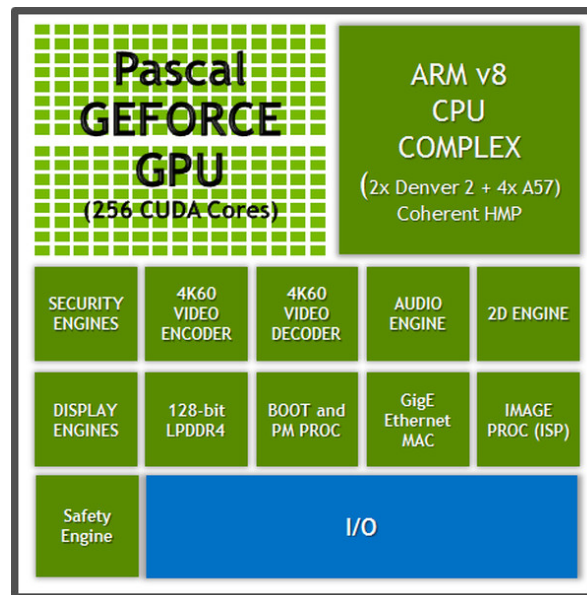 Pascal
GEFORCE
GPU
(256 CUDA Cores)
ARM v8
CPU
COMPLEX
(2x Denver 2 + 4x A57)
Coherent HMP
SECURITY
ENGINES
4K60
VIDEO
ENCODER
4K60
VIDEO
DECODER
AUDIO
ENGINE
2D ENGINE
DISPLAY
ENGINES
128-bit
LPDDR4
BOOT and
PM PROC
GigE
Ethernet
MAC
IMAGE
PROC (ISP)
Safety
Engine
I/O